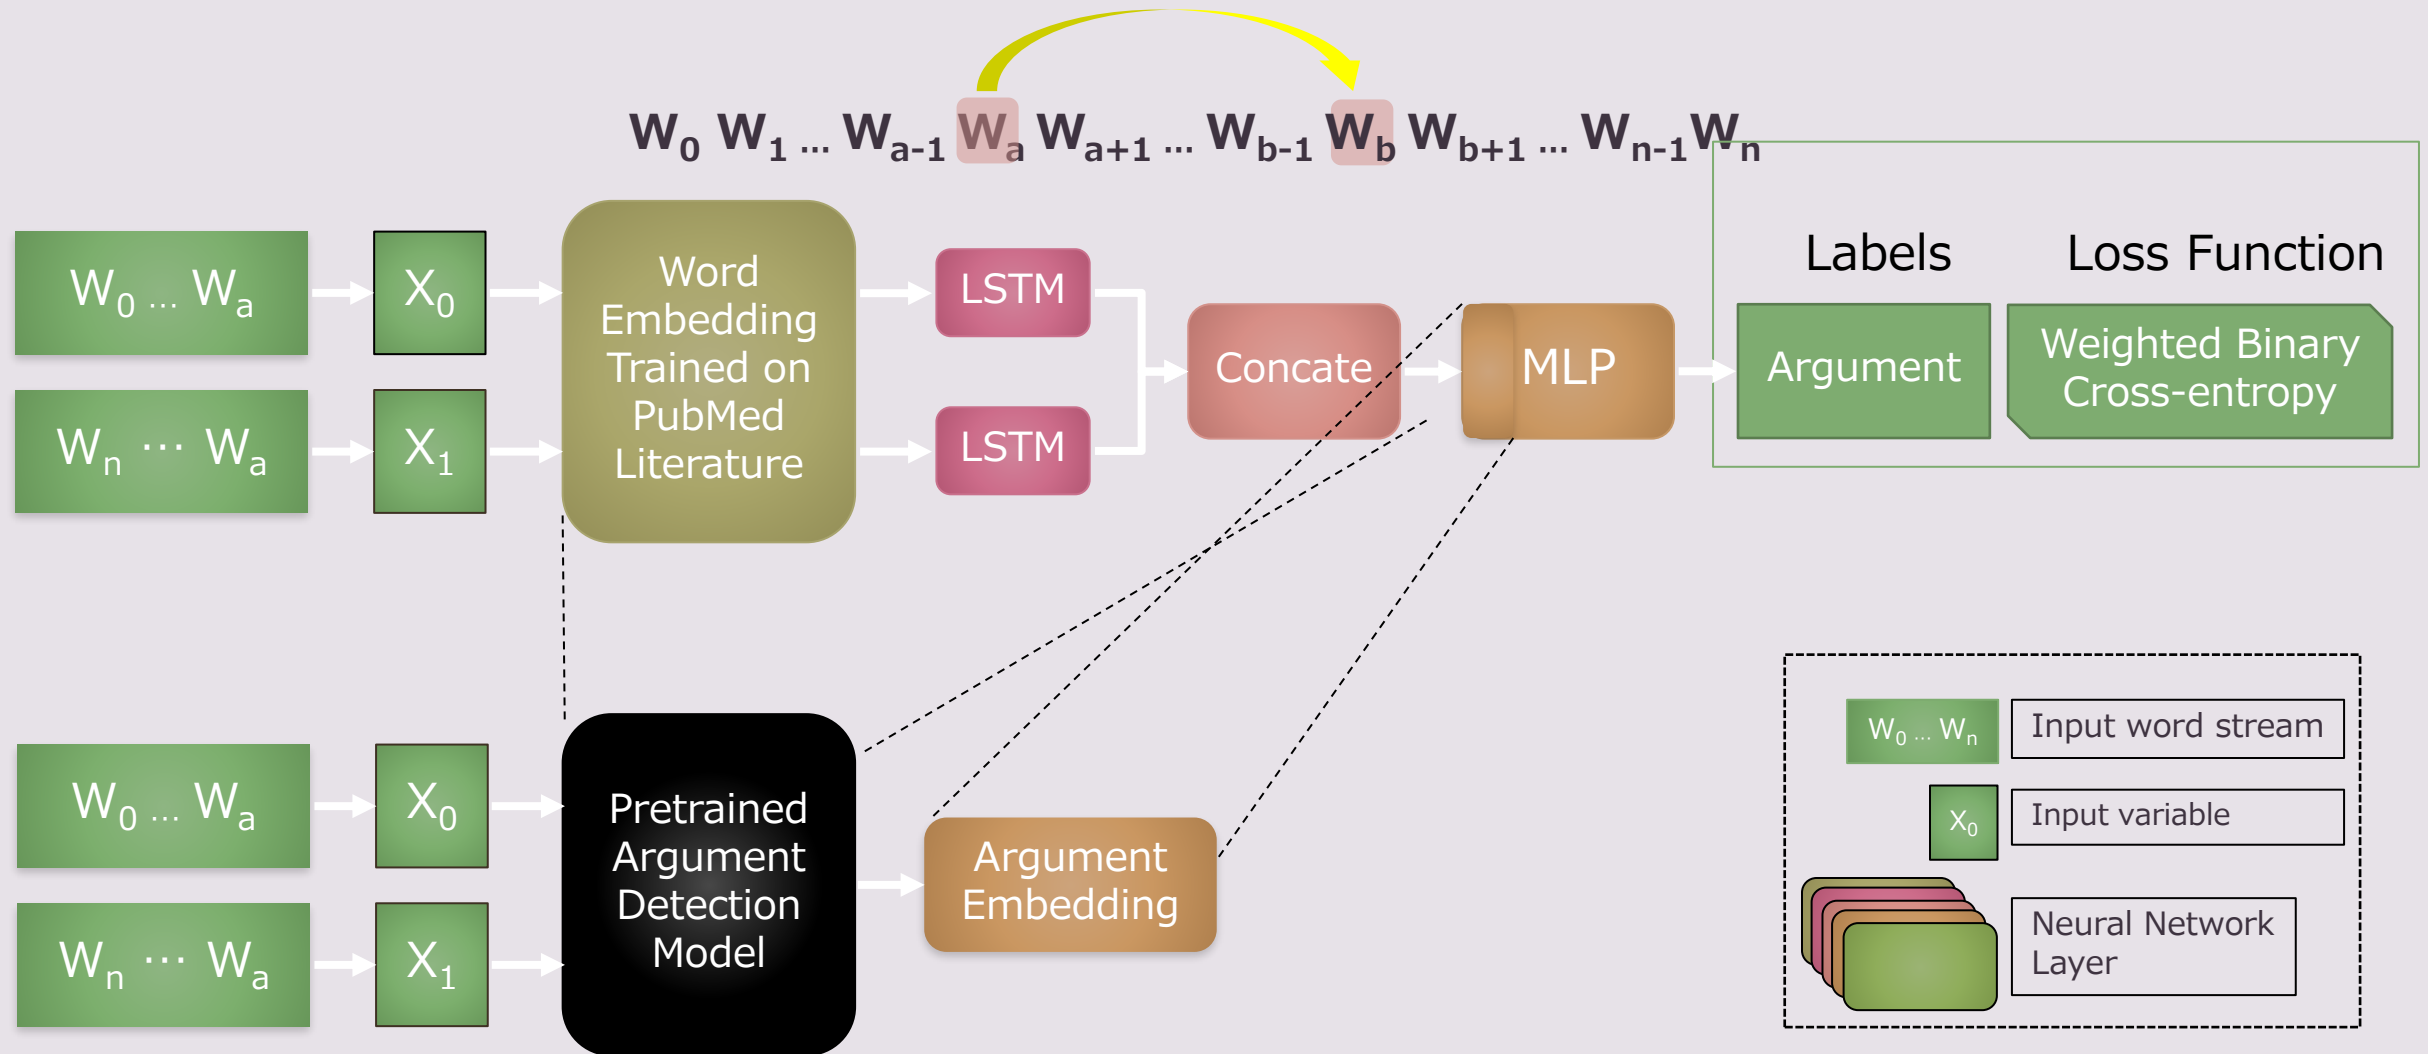 W0 W1 ... Wa-1 Wa Wa+1 ... Wb-1 Wb Wb+1 ... Wn-1Wn
Labels
Loss Function
W0 ... Wa
X0
Word
Embedding
Trained on
PubMed
Literature
LSTM
Wn ... Wa
X1
LSTM
Concate
MLP
Argument
Weighted Binary
Cross-entropy
W0 ... Wa
X0
Wn ... Wa
X1
Pretrained
Argument
Detection
Model
Argument
Embedding
W0 ... Wn
Input word stream
X0
Input variable
Neural Network
Layer